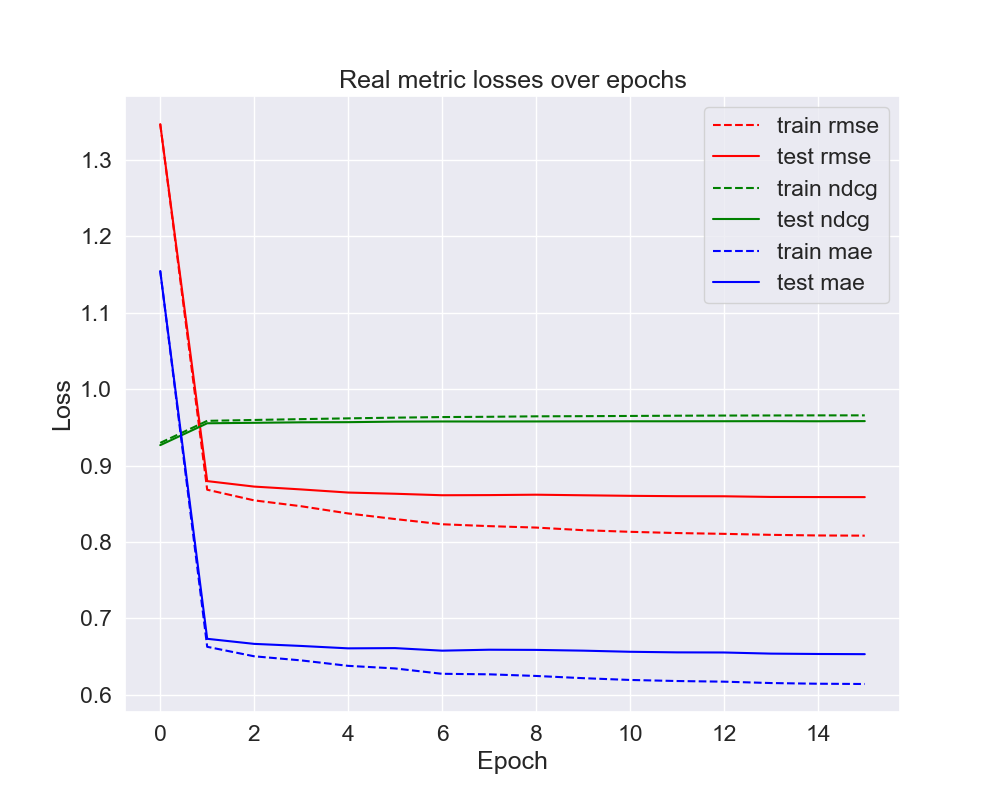 Real metric losses over epochs
train rmse
test rmse
train ndcg
test ndcg
train mae
test mae
Loss
1.3
1.2
1.1
1.0
0.9
0.8
0.7
0.6
0 2 4 6 8 10 12 14
Epoch